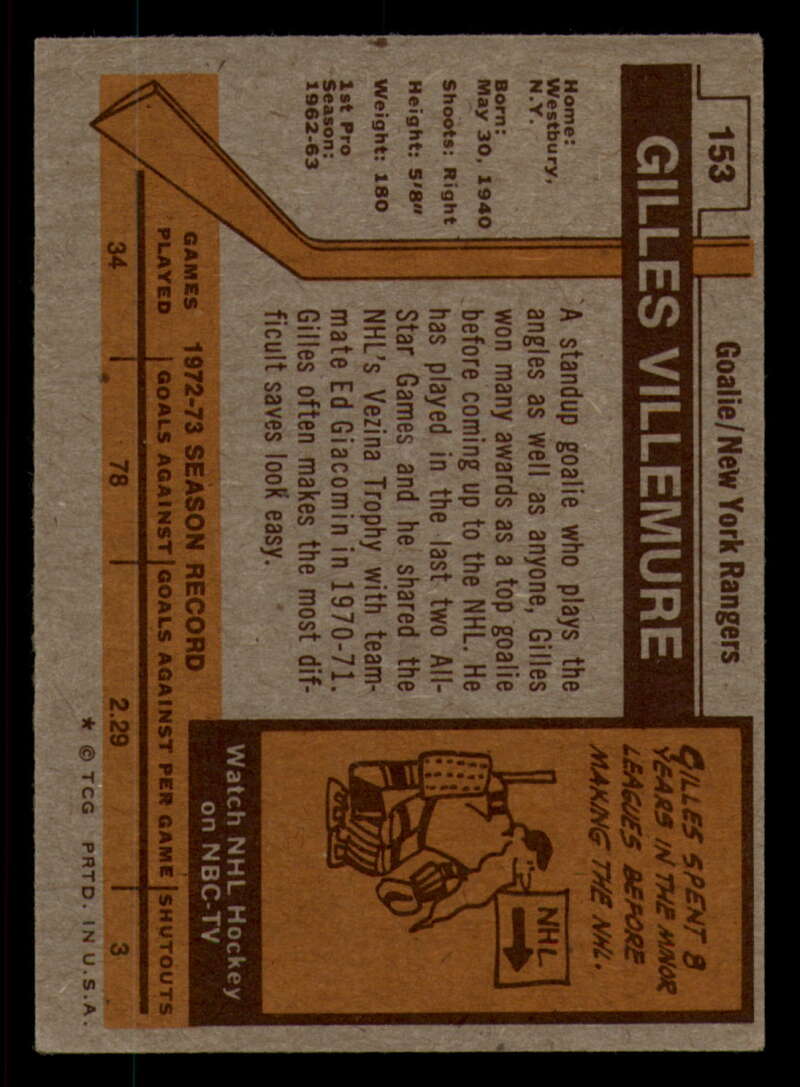 153
Goalie/New York Rangers
GILLES VILLEMURE
Home:
Westbury,
N.Y.
Born:
May 30, 1940
Shoots: Right
Height: 5'8"
Weight: 180
1st Pro
Season:
1962-63
A standup goalie who plays the
angles as well as anyone, Gilles
won many awards as a top goalie
before coming up to the NHL. He
has played in the last two All-
Star Games and he shared the
NHL's Vezina Trophy with team-
mate Ed Giacomin in 1970-71.
Gilles often makes the most dif-
ficult saves look easy.
GILLES SPENT 8
YEARS IN THE MINOR
LEAGUES BEFORE
MAKING THE NHL.
NHL
Watch NHL Hockey
on NBC-TV
1972-73 SEASON RECORD
GAMES PLAYED | GOALS AGAINST | GOALS AGAINST PER GAME | SHUTOUTS
34 78 2.29 3
* © TCG PRTD. IN U.S.A.